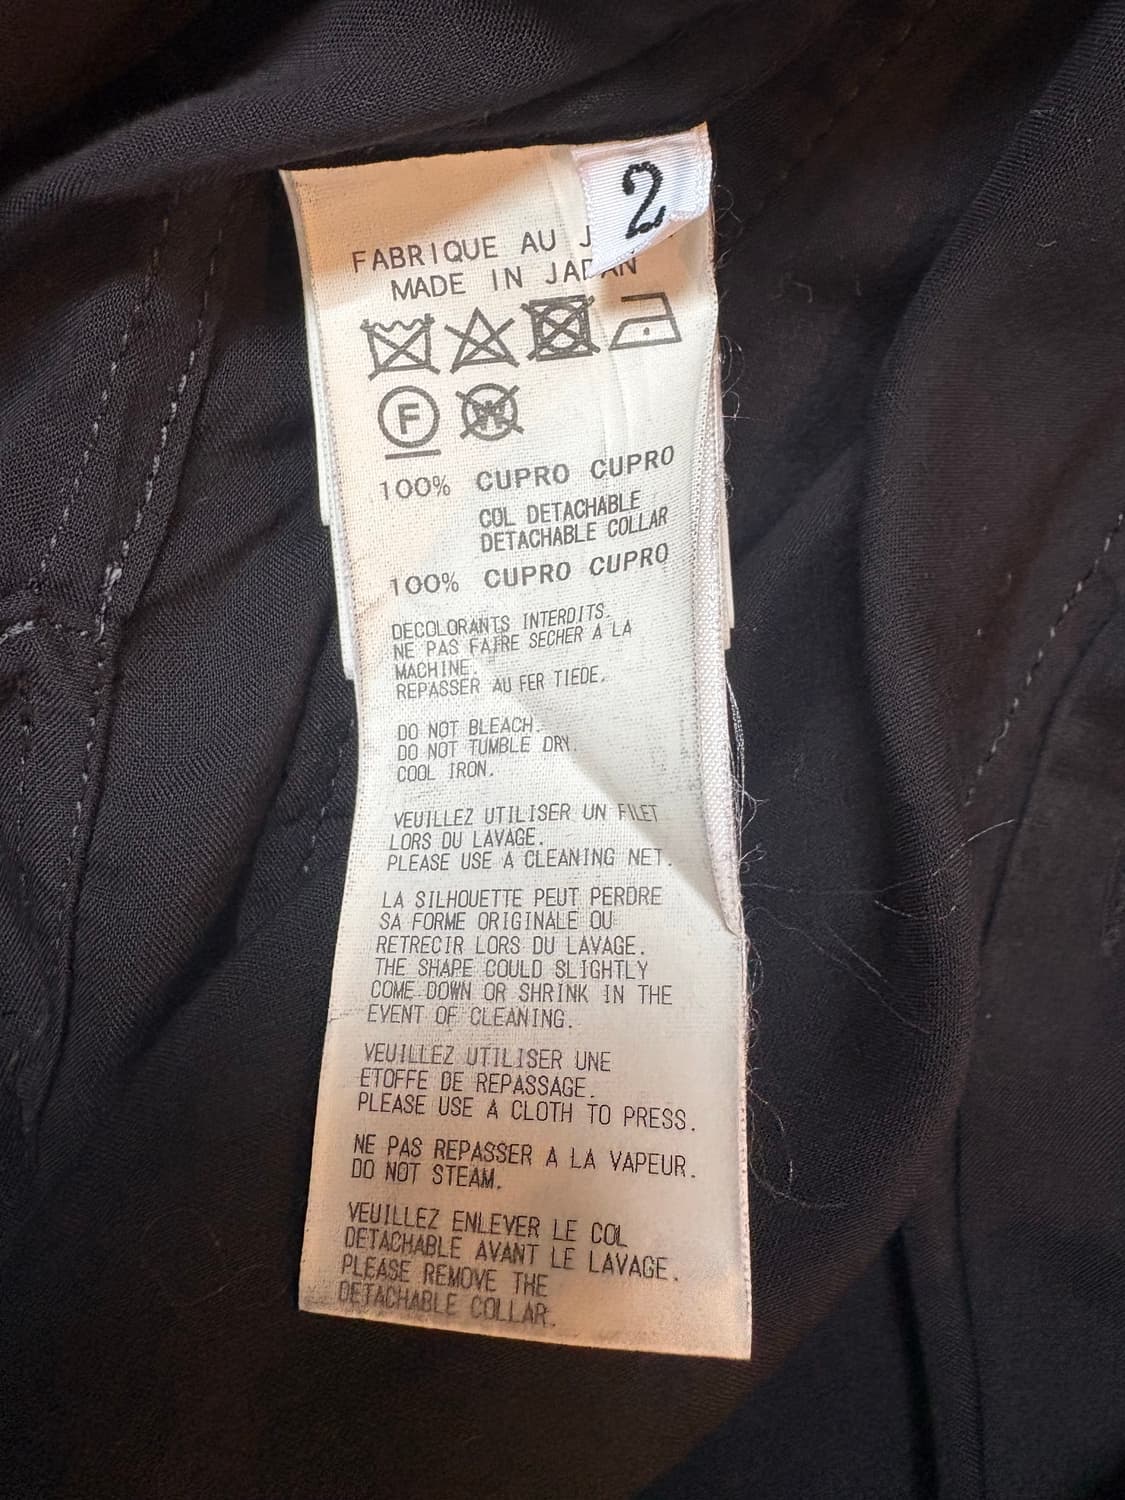 2
FABRIQUE AU
MADE IN JAPAN
F
W
100% CUPRO CUPRO
COL DETACHABLE
DETACHABLE COLLAR
100% CUPRO CUPRO
DECOLORANTS INTERDITS.
NE PAS FAIRE SECHER A LA
MACHINE.
REPASSER AU FER TIEDE.
DO NOT BLEACH.
DO NOT TUMBLE DRY.
COOL IRON.
VEUILLEZ UTILISER UN FILET
LORS DU LAVAGE.
PLEASE USE A CLEANING NET.
LA SILHOUETTE PEUT PERDRE
SA FORME ORIGINALE OU
RETRECIR LORS DU LAVAGE.
THE SHAPE COULD SLIGHTLY
COME DOWN OR SHRINK IN THE
EVENT OF CLEANING.
VEUILLEZ UTILISER UNE
ETOFFE DE REPASSAGE.
PLEASE USE A CLOTH TO PRESS.
NE PAS REPASSER A LA VAPEUR.
DO NOT STEAM.
VEUILLEZ ENLEVER LE COL
DETACHABLE AVANT LE LAVAGE.
PLEASE REMOVE THE
DETACHABLE COLLAR.